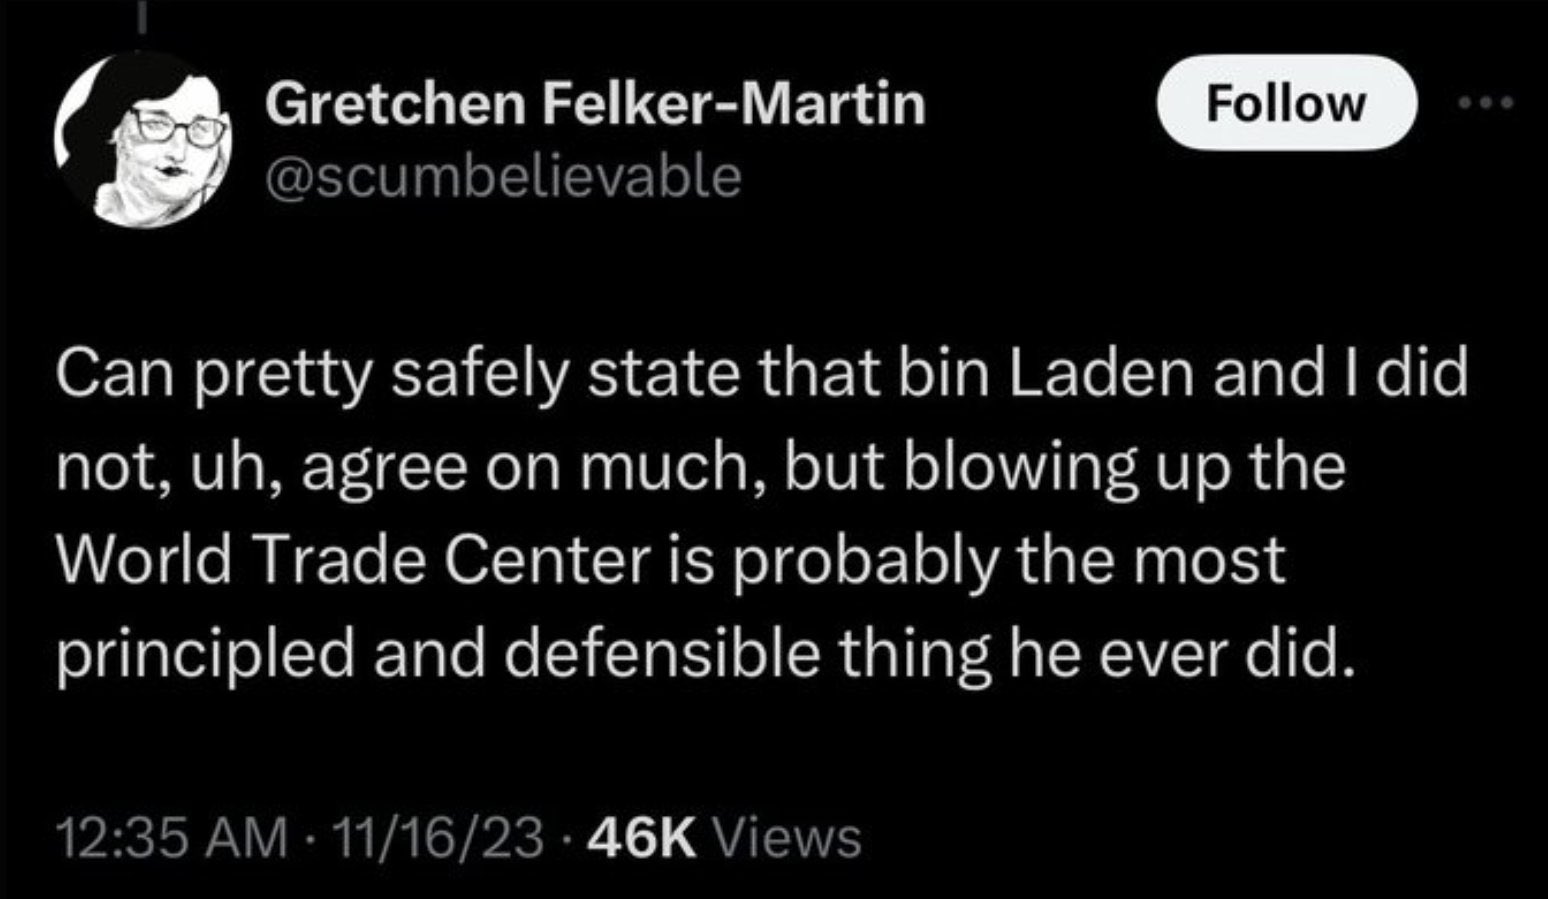 Gretchen Felker-Martin
@scumbelievable
Follow
Can pretty safely state that bin Laden and I did
not, uh, agree on much, but blowing up the
World Trade Center is probably the most
principled and defensible thing he ever did.
12:35 AM · 11/16/23 · 46K Views